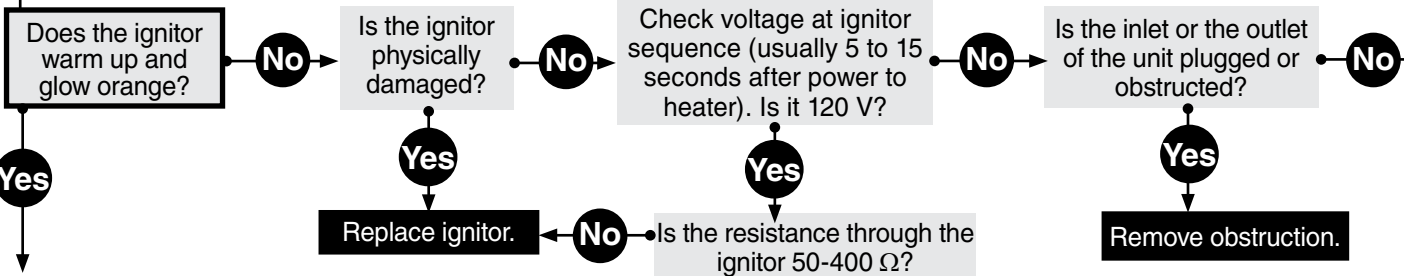 Does the ignitor
warm up and
glow orange?
No
Is the ignitor
physically
damaged?
No
Check voltage at ignitor
sequence (usually 5 to 15
seconds after power to
heater). Is it 120 V?
No
Is the inlet or the outlet
of the unit plugged or
obstructed?
No
Yes
Yes
Yes
Yes
Replace ignitor.
No
Is the resistance through the
ignitor 50-400 Ω?
Remove obstruction.